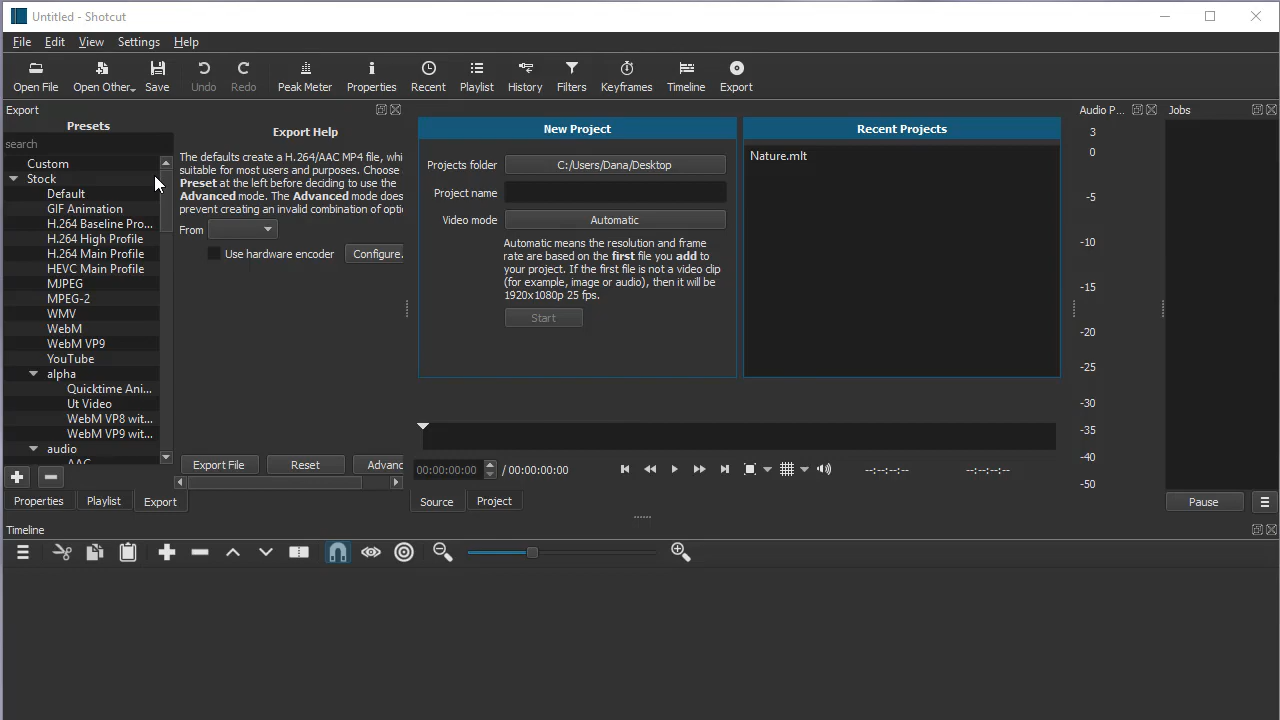 Untitled - Shotcut
File Edit View Settings Help
Open File Open Other.. Save Undo Redo Peak Meter Properties Recent Playlist History Filters Keyframes Timeline Export
Export
Presets
search
Custom
Stock
Default
GIF Animation
H.264 Baseline Pro...
H.264 High Profile
H.264 Main Profile
HEVC Main Profile
MJPEG
MPEG-2
WMV
WebM
WebM VP9
YouTube
alpha
Quicktime Ani...
Ut Video
WebM VP8 wit...
WebM VP9 wit...
audio
AAC
Export Help
The defaults create a H.264/AAC MP4 file, whi
suitable for most users and purposes. Choose
Preset at the left before deciding to use the
Advanced mode. The Advanced mode does
prevent creating an invalid combination of optio
From
Use hardware encoder Configure.
Export File Reset Advanc
Properties Playlist Export
New Project
Projects folder C:/Users/Dana/Desktop
Project name
Video mode Automatic
Automatic means the resolution and frame
rate are based on the first file you add to
your project. If the first file is not a video clip
(for example, image or audio), then it will be
1920x1080p 25 fps.
Start
Recent Projects
Nature.mlt
00:00:00:00 / 00:00:00:00 --:--:--:-- --:--:--:--
Source Project
Audio P...
3
0
-5
-10
-15
-20
-25
-30
-35
-40
-50
Jobs
Pause
Timeline